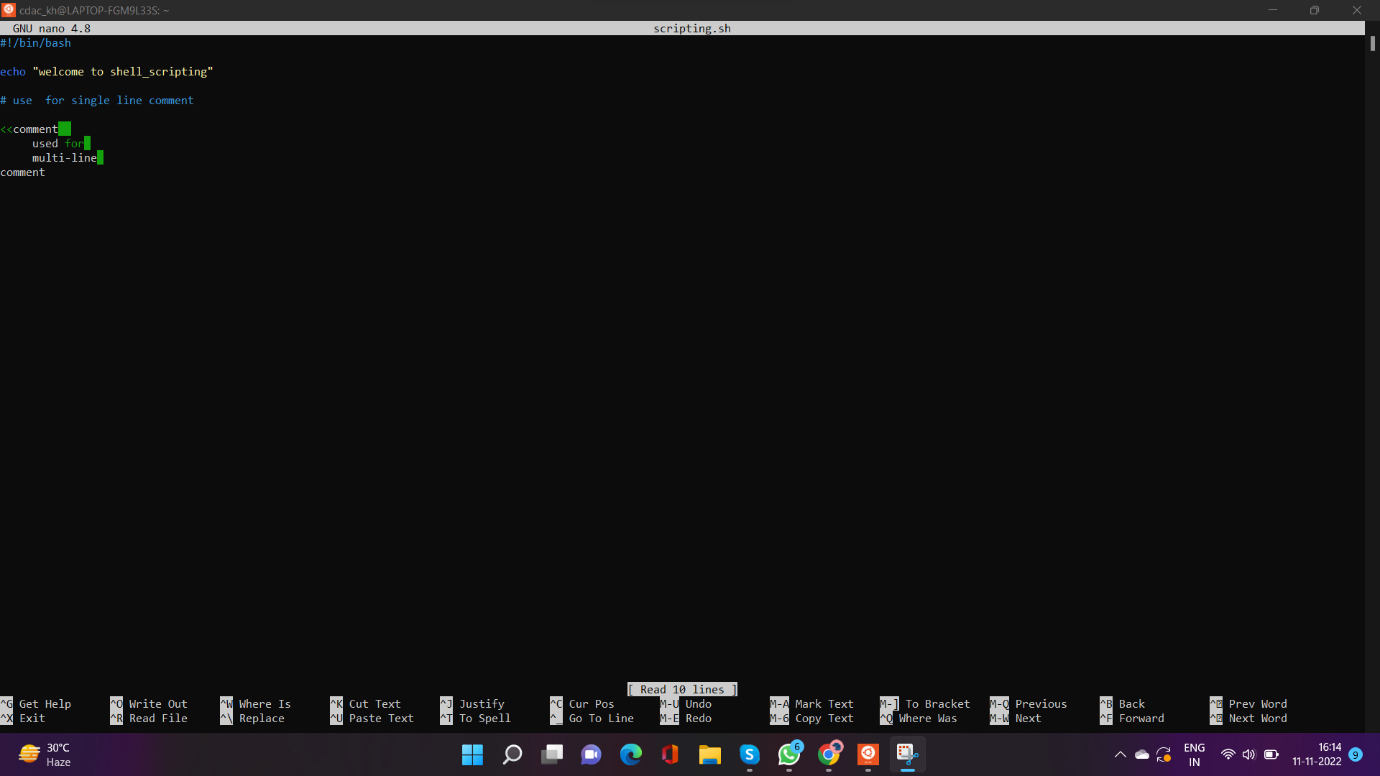 cdac_kh@LAPTOP-FGM9L33S: ~
GNU nano 4.8 scripting.sh
#!/bin/bash
echo "welcome to shell_scripting"
# use  for single line comment
<<comment
     used for
     multi-line
comment
[ Read 10 lines ]
^G Get Help ^O Write Out ^W Where Is ^K Cut Text ^J Justify ^C Cur Pos M-U Undo M-A Mark Text M-] To Bracket M-Q Previous ^B Back ^ Prev Word
^X Exit ^R Read File ^\ Replace ^U Paste Text ^T To Spell ^_ Go To Line M-E Redo M-6 Copy Text ^Q Where Was M-W Next ^F Forward ^ Next Word
30°C
Haze
6
ENG
IN
16:14
11-11-2022
9